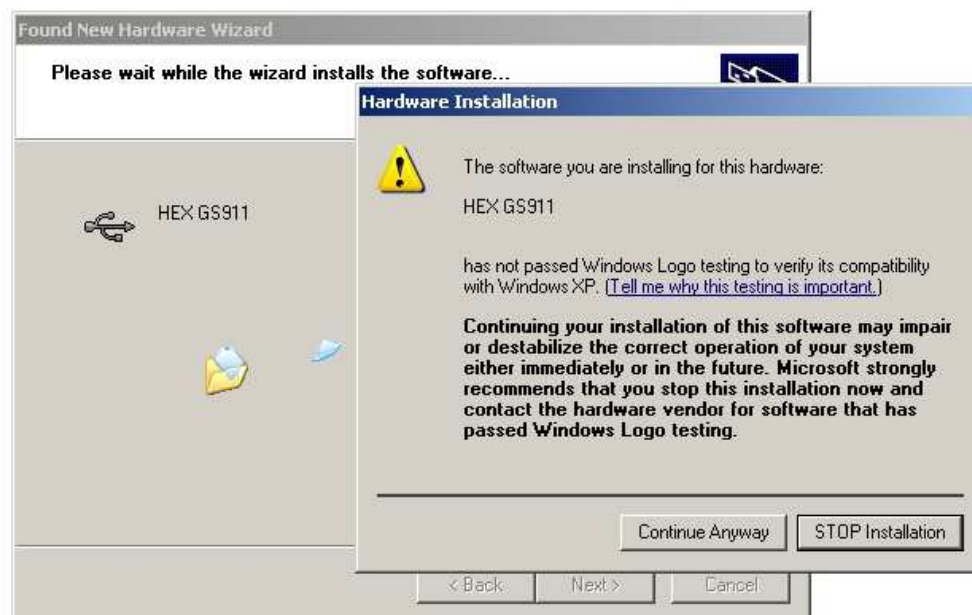 Found New Hardware Wizard
Please wait while the wizard installs the software...
HEX GS911
Hardware Installation
The software you are installing for this hardware:
HEX GS911
has not passed Windows Logo testing to verify its compatibility
with Windows XP. (Tell me why this testing is important.)
Continuing your installation of this software may impair
or destabilize the correct operation of your system
either immediately or in the future. Microsoft strongly
recommends that you stop this installation now and
contact the hardware vendor for software that has
passed Windows Logo testing.
Continue Anyway
STOP Installation
< Back
Next >
Cancel